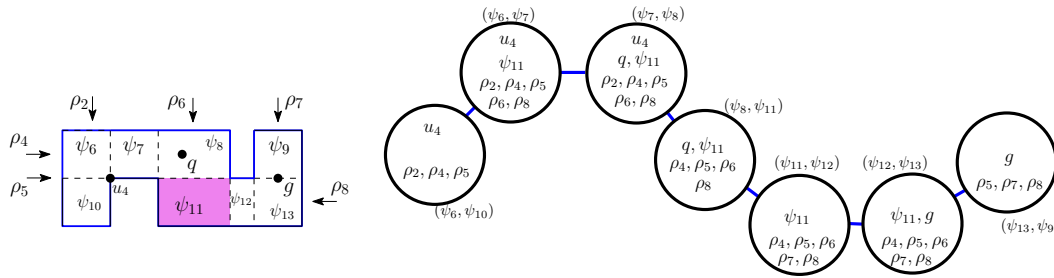 ρ₂ ρ₆ ρ₇
ρ₄ ψ₆ ψ₇ ψ₈ ψ₉
q
ρ₅ u₄ g
ψ₁₀ ψ₁₁ ψ₁₂ ψ₁₃ ρ₈
u₄
ρ₂, ρ₄, ρ₅
(ψ₆, ψ₁₀)
(ψ₆, ψ₇)
u₄
ψ₁₁
ρ₂, ρ₄, ρ₅
ρ₆, ρ₈
(ψ₇, ψ₈)
u₄
q, ψ₁₁
ρ₂, ρ₄, ρ₅
ρ₆, ρ₈
(ψ₈, ψ₁₁)
q, ψ₁₁
ρ₄, ρ₅, ρ₆
ρ₈
(ψ₁₁, ψ₁₂)
ψ₁₁
ρ₄, ρ₅, ρ₆
ρ₇, ρ₈
(ψ₁₂, ψ₁₃)
ψ₁₁, g
ρ₄, ρ₅, ρ₆
ρ₇, ρ₈
g
ρ₅, ρ₇, ρ₈
(ψ₁₃, ψ₉